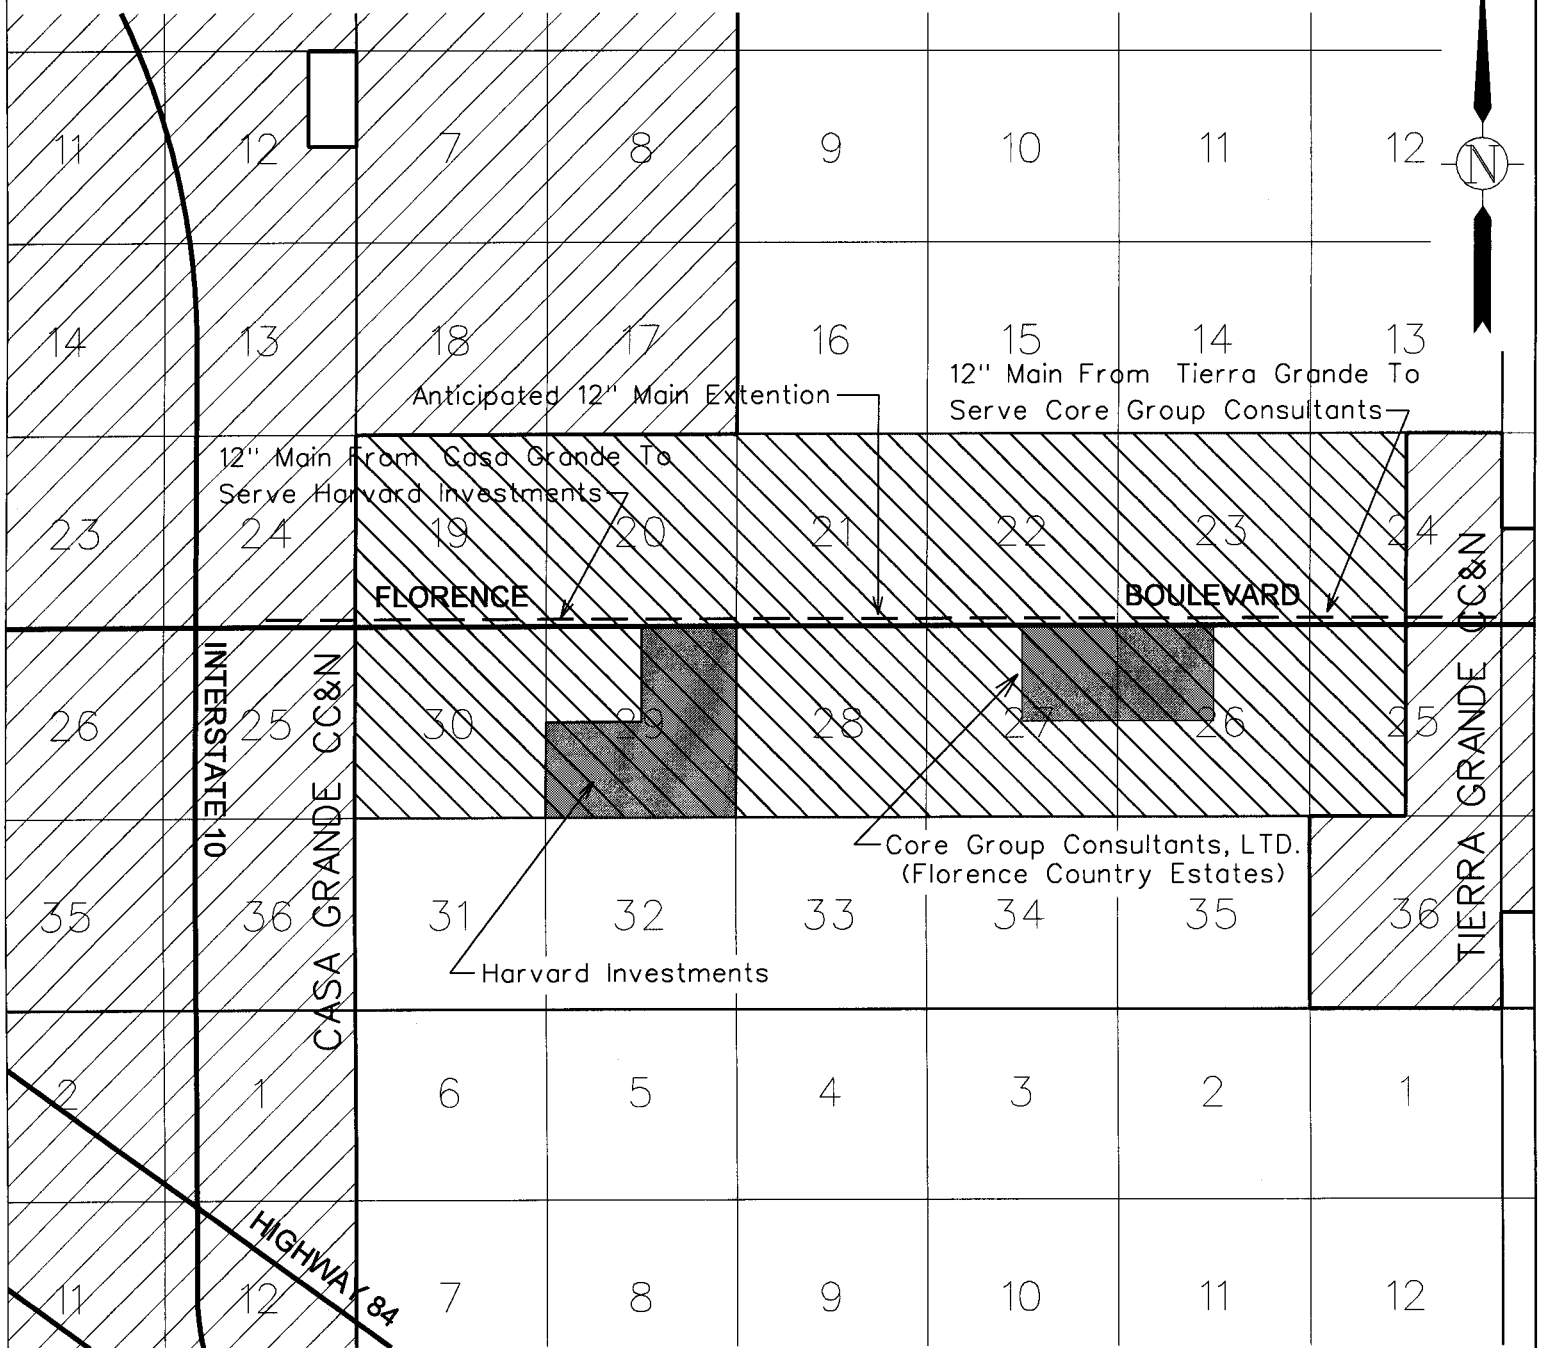 11 12 7 8 9 10 11 12
N
14 13 18 17 16 15 14 13
Anticipated 12" Main Extention
12" Main From Tierra Grande To
Serve Core Group Consultants
12" Main From Casa Grande To
Serve Harvard Investments
23 24 19 20 21 22 23 24
FLORENCE BOULEVARD
INTERSTATE 10
CASA GRANDE CC&N
TIERRA GRANDE CC&N
26 25 30 29 28 27 26 25
Core Group Consultants, LTD.
(Florence Country Estates)
35 36 31 32 33 34 35 36
Harvard Investments
2 1 6 5 4 3 2 1
HIGHWAY 84
11 12 7 8 9 10 11 12